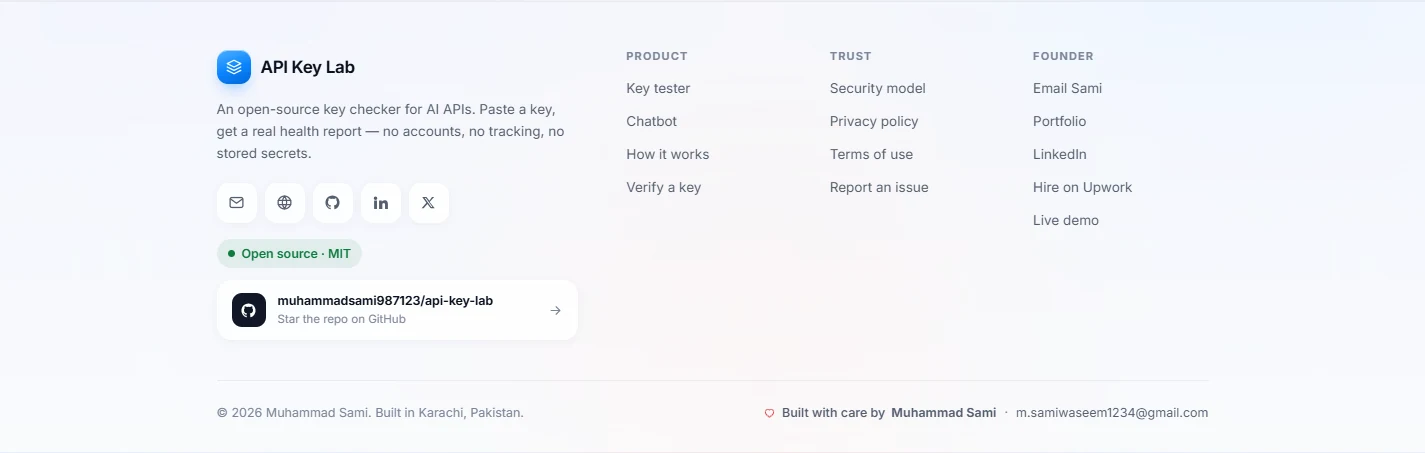 API Key Lab
An open-source key checker for AI APIs. Paste a key,
get a real health report — no accounts, no tracking, no
stored secrets.
Open source · MIT
muhammadsami987123/api-key-lab
Star the repo on GitHub
→
PRODUCT
Key tester
Chatbot
How it works
Verify a key
TRUST
Security model
Privacy policy
Terms of use
Report an issue
FOUNDER
Email Sami
Portfolio
LinkedIn
Hire on Upwork
Live demo
© 2026 Muhammad Sami. Built in Karachi, Pakistan.
Built with care by Muhammad Sami · m.samiwaseem1234@gmail.com